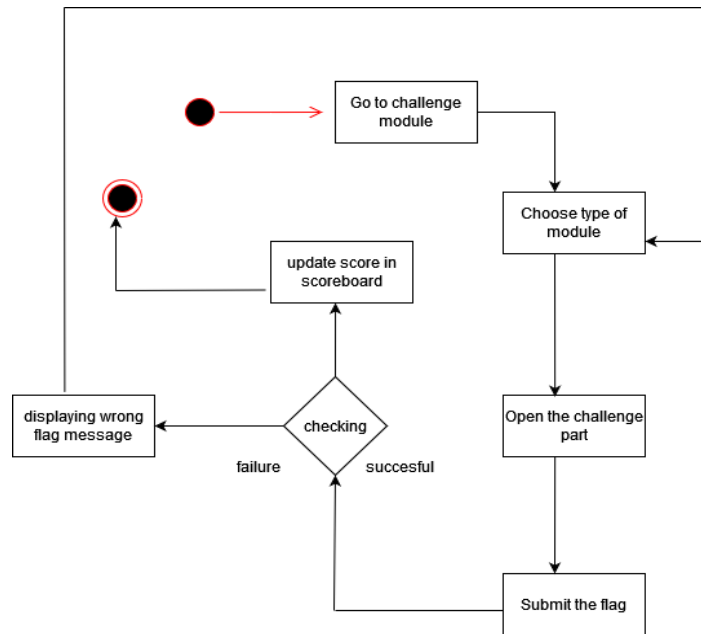 Go to challenge
module
Choose type of
module
update score in
scoreboard
displaying wrong
flag message
checking
Open the challenge
part
failure
succesful
Submit the flag